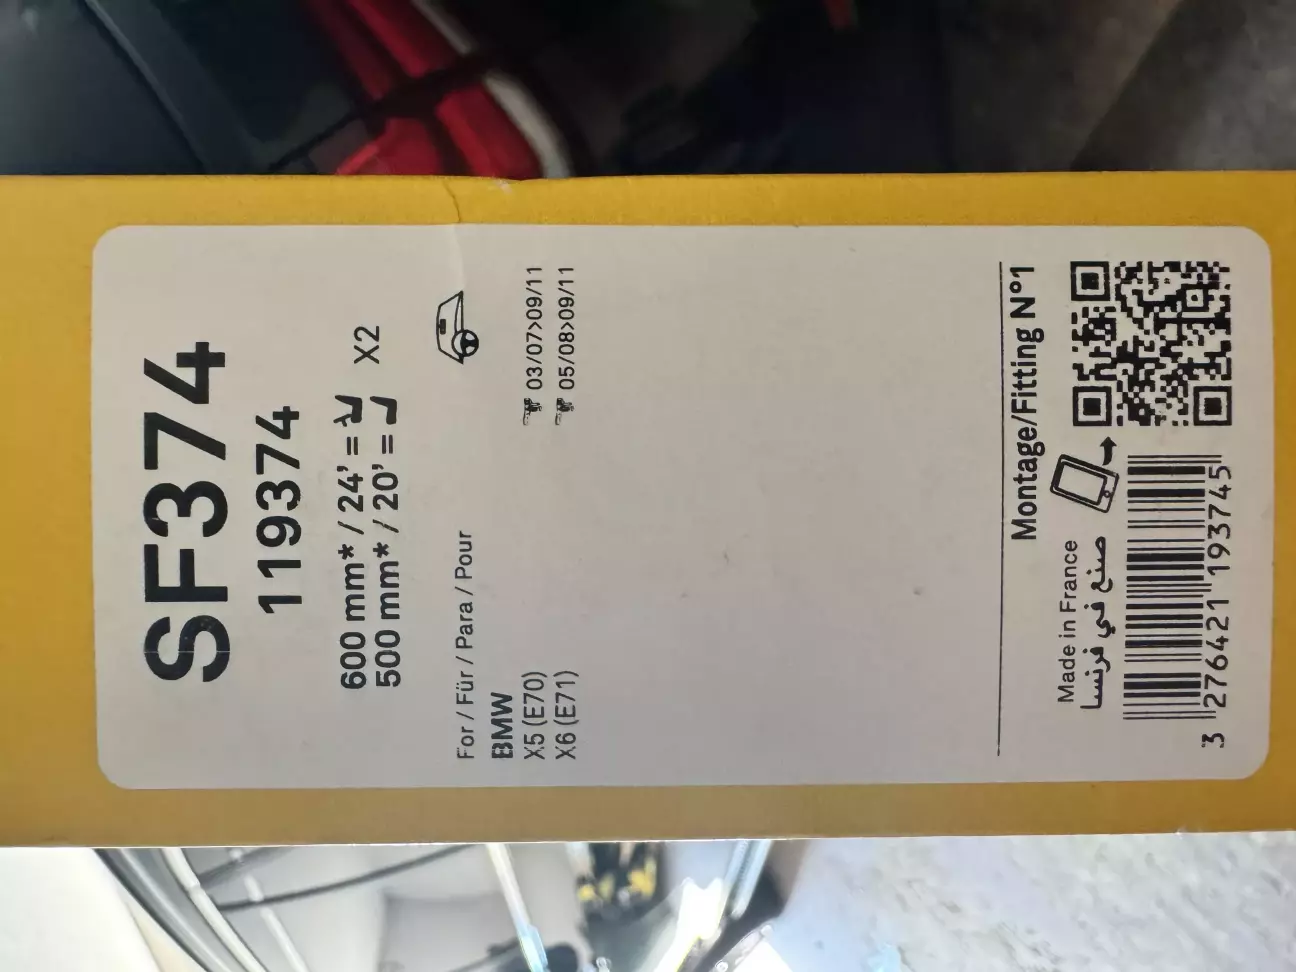 SF374
119374
600 mm* / 24' =
500 mm* / 20' =
X2
For / Für / Para / Pour
BMW
X5 (E70) 03/07>09/11
X6 (E71) 05/08>09/11
Montage/Fitting N°1
Made in France
صنع في فرنسا
3 276421 193745